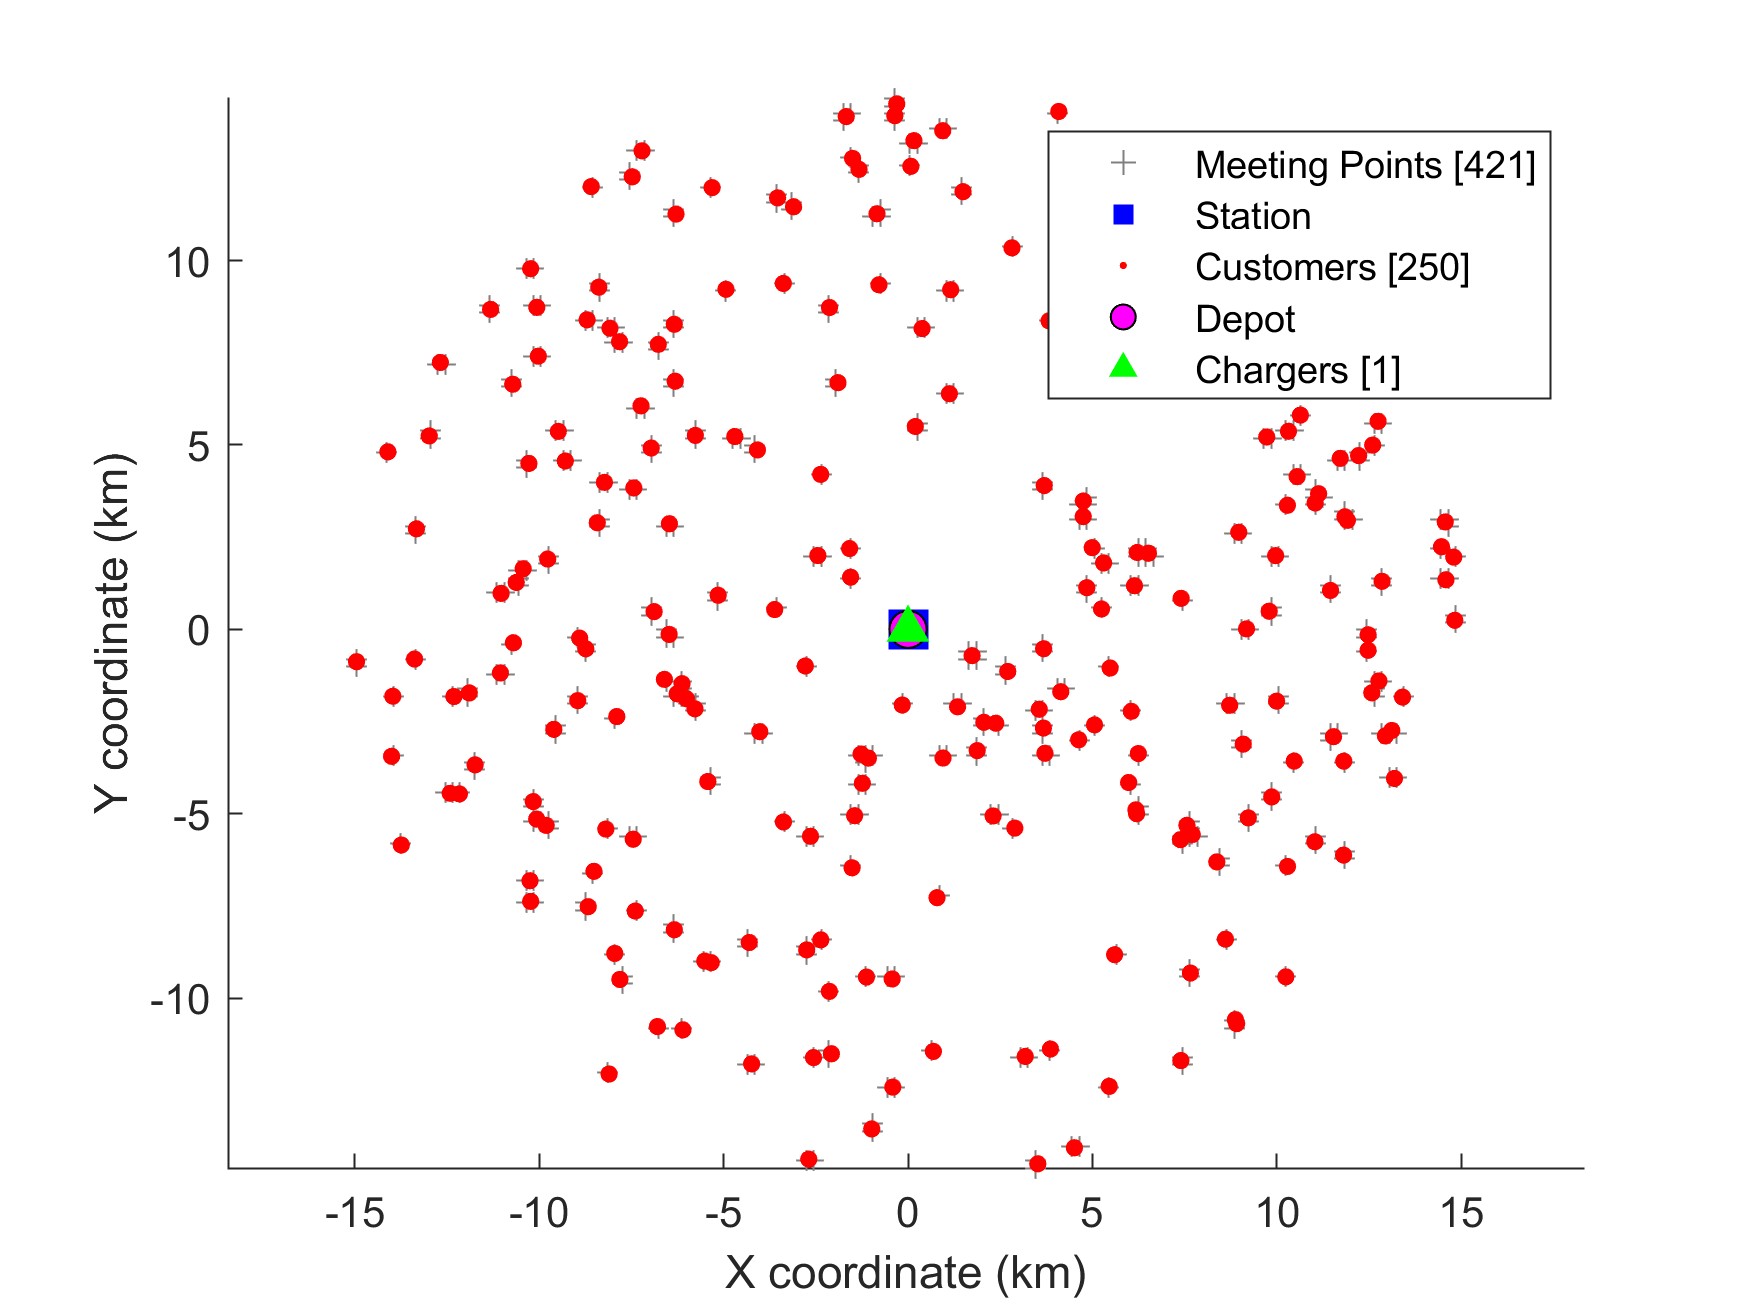 Meeting Points [421]
Station
Customers [250]
Depot
Chargers [1]
10
5
0
-5
-10
Y coordinate (km)
-15 -10 -5 0 5 10 15
X coordinate (km)